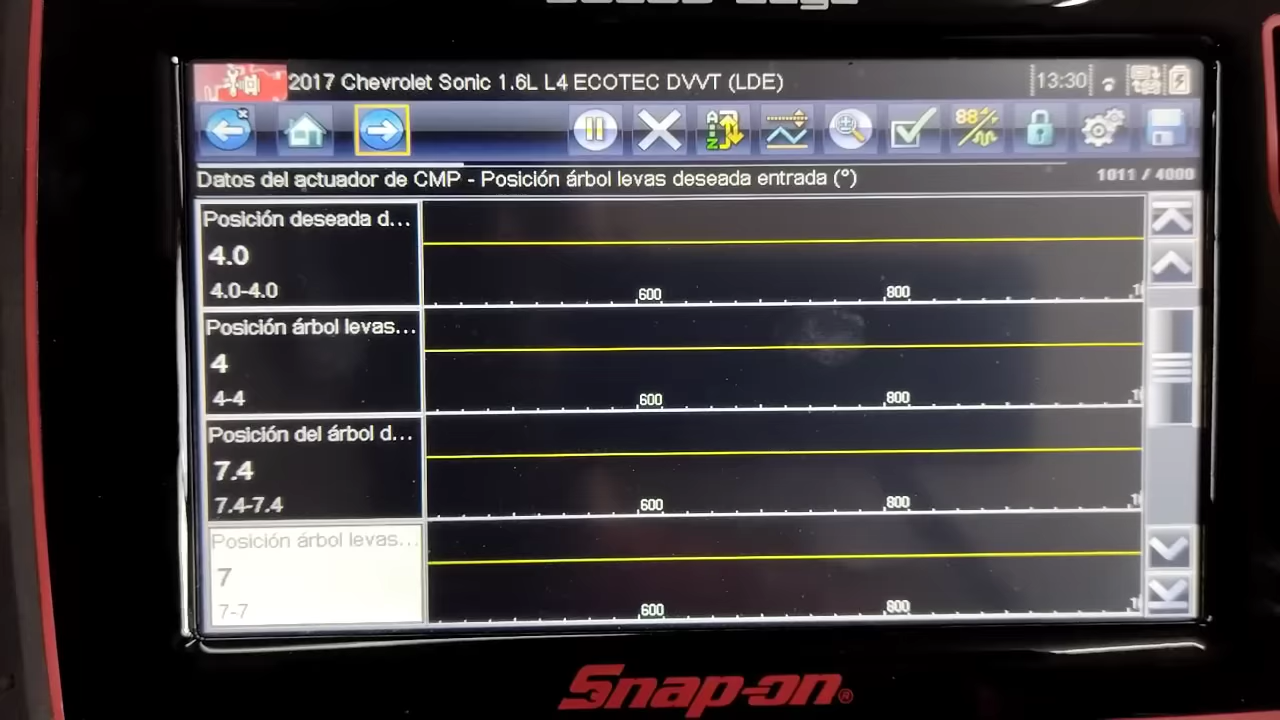 2017 Chevrolet Sonic 1.6L L4 ECOTEC DVVT (LDE) 13:30
Datos del actuador de CMP - Posición árbol levas deseada entrada (°) 1011 / 4000
Posición deseada d...
4.0
4.0-4.0
600 800
Posición árbol levas...
4
4-4
600 800
Posición del árbol d...
7.4
7.4-7.4
600 800
Posición árbol levas...
7
7-7
600 800
Snap-on®